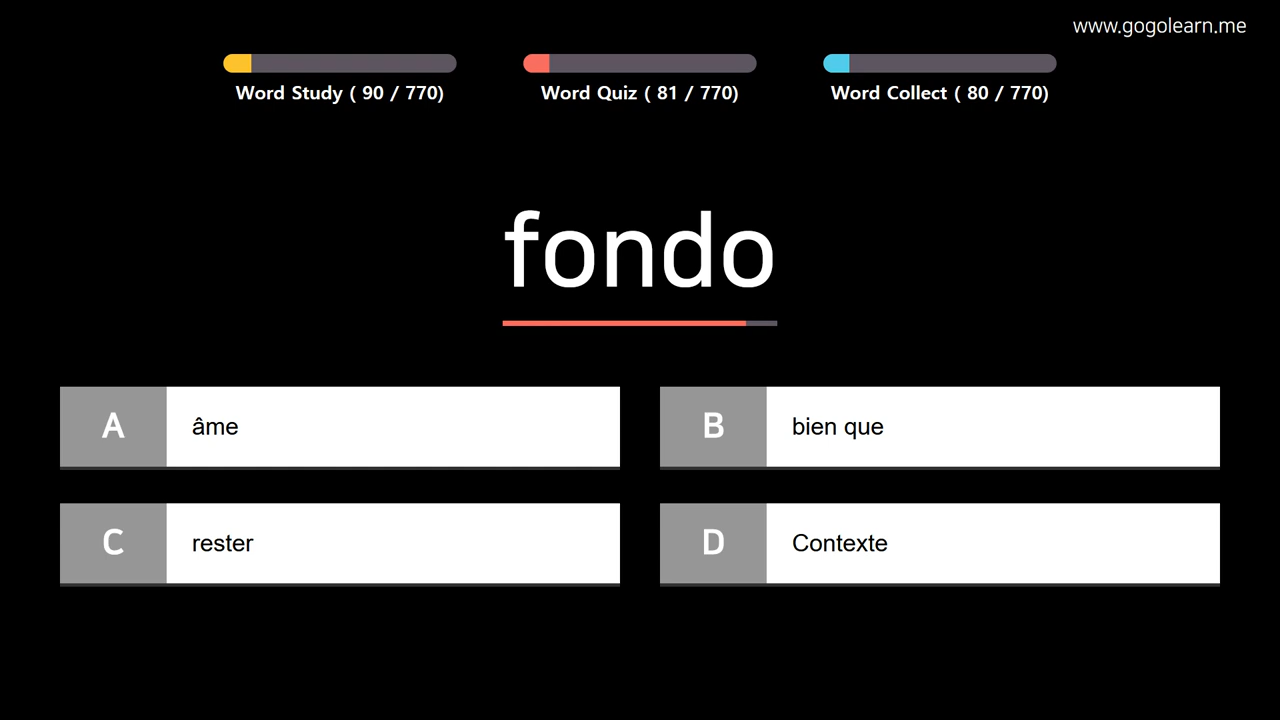 www.gogolearn.me
Word Study ( 90 / 770)
Word Quiz ( 81 / 770)
Word Collect ( 80 / 770)
fondo
A âme
B bien que
C rester
D Contexte